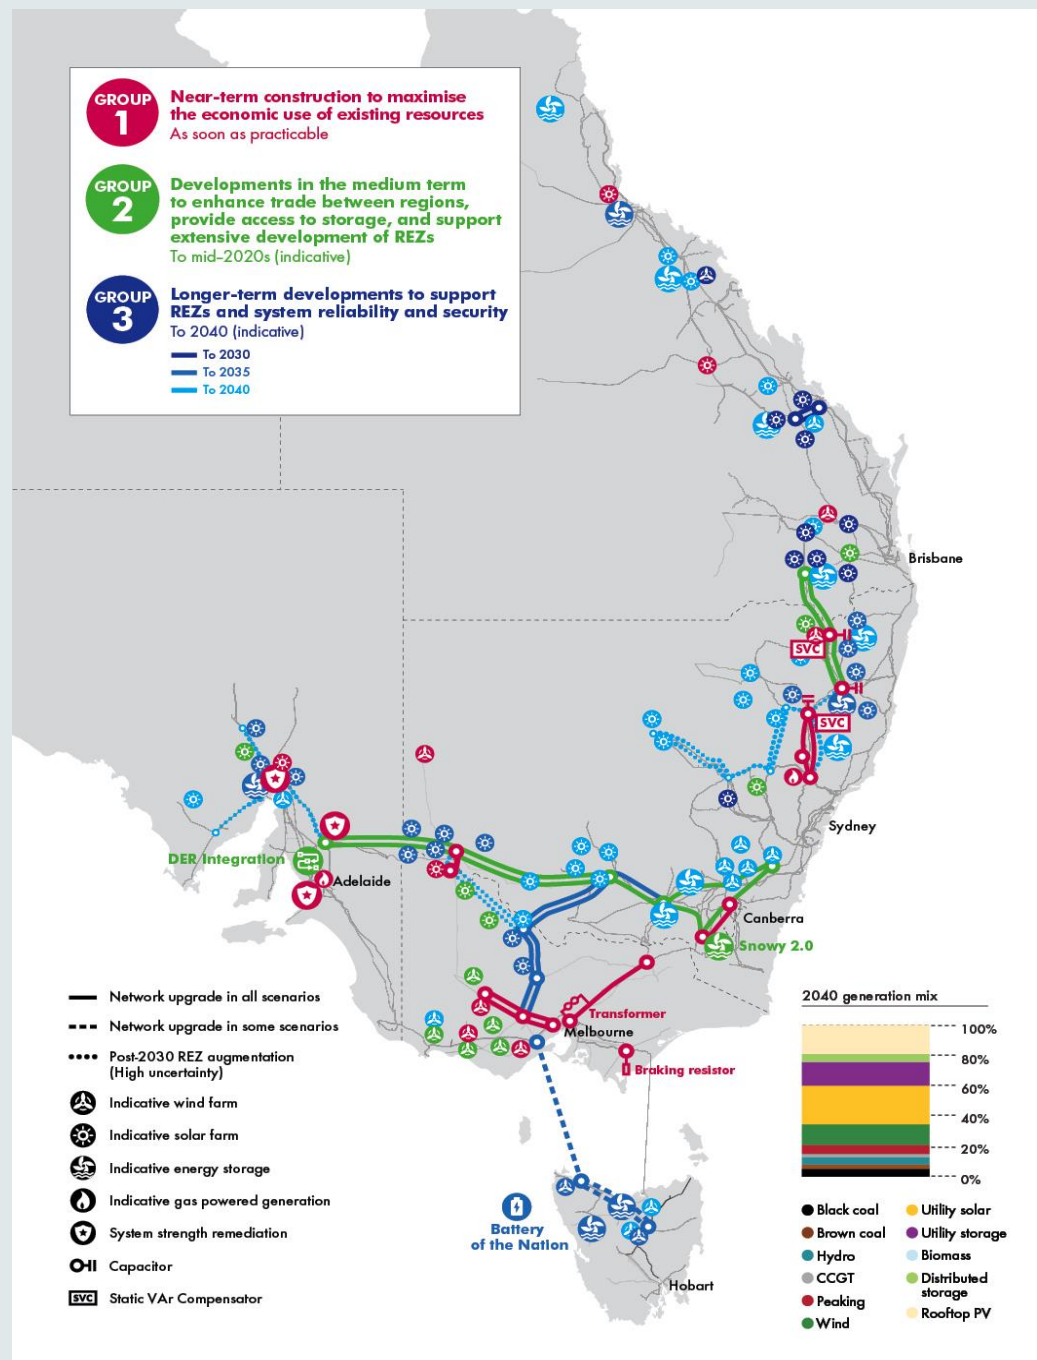 GROUP
1
Near-term construction to maximise
the economic use of existing resources
As soon as practicable
GROUP
2
Developments in the medium term
to enhance trade between regions,
provide access to storage, and support
extensive development of REZs
To mid–2020s (indicative)
GROUP
3
Longer-term developments to support
REZs and system reliability and security
To 2040 (indicative)
To 2030
To 2035
To 2040
Brisbane
SVC
SVC
Sydney
DER Integration
Adelaide
Canberra
Snowy 2.0
Transformer
Melbourne
Braking resistor
Battery
of the Nation
Hobart
Network upgrade in all scenarios
Network upgrade in some scenarios
Post-2030 REZ augmentation
(High uncertainty)
Indicative wind farm
Indicative solar farm
Indicative energy storage
Indicative gas powered generation
System strength remediation
Capacitor
SVC Static VAr Compensator
2040 generation mix
100%
80%
60%
40%
20%
0%
Black coal
Brown coal
Hydro
CCGT
Peaking
Wind
Utility solar
Utility storage
Biomass
Distributed
storage
Rooftop PV